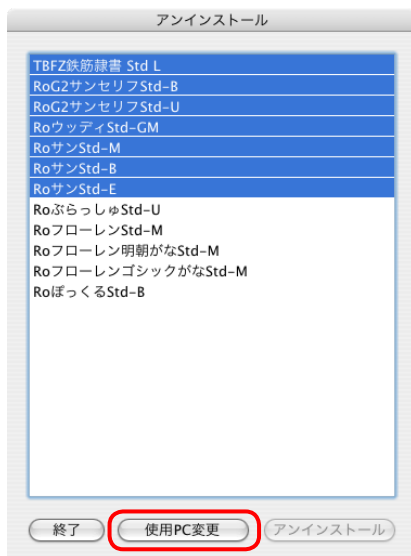 アンインストール
TBFZ鉄筋隷書 Std L
RoG2サンセリフStd-B
RoG2サンセリフStd-U
RoウッディStd-GM
RoサンStd-M
RoサンStd-B
RoサンStd-E
RoぶらっしゅStd-U
RoフローレンStd-M
Roフローレン明朝がなStd-M
RoフローレンゴシックがなStd-M
RoぽっくるStd-B
終了 使用PC変更 アンインストール